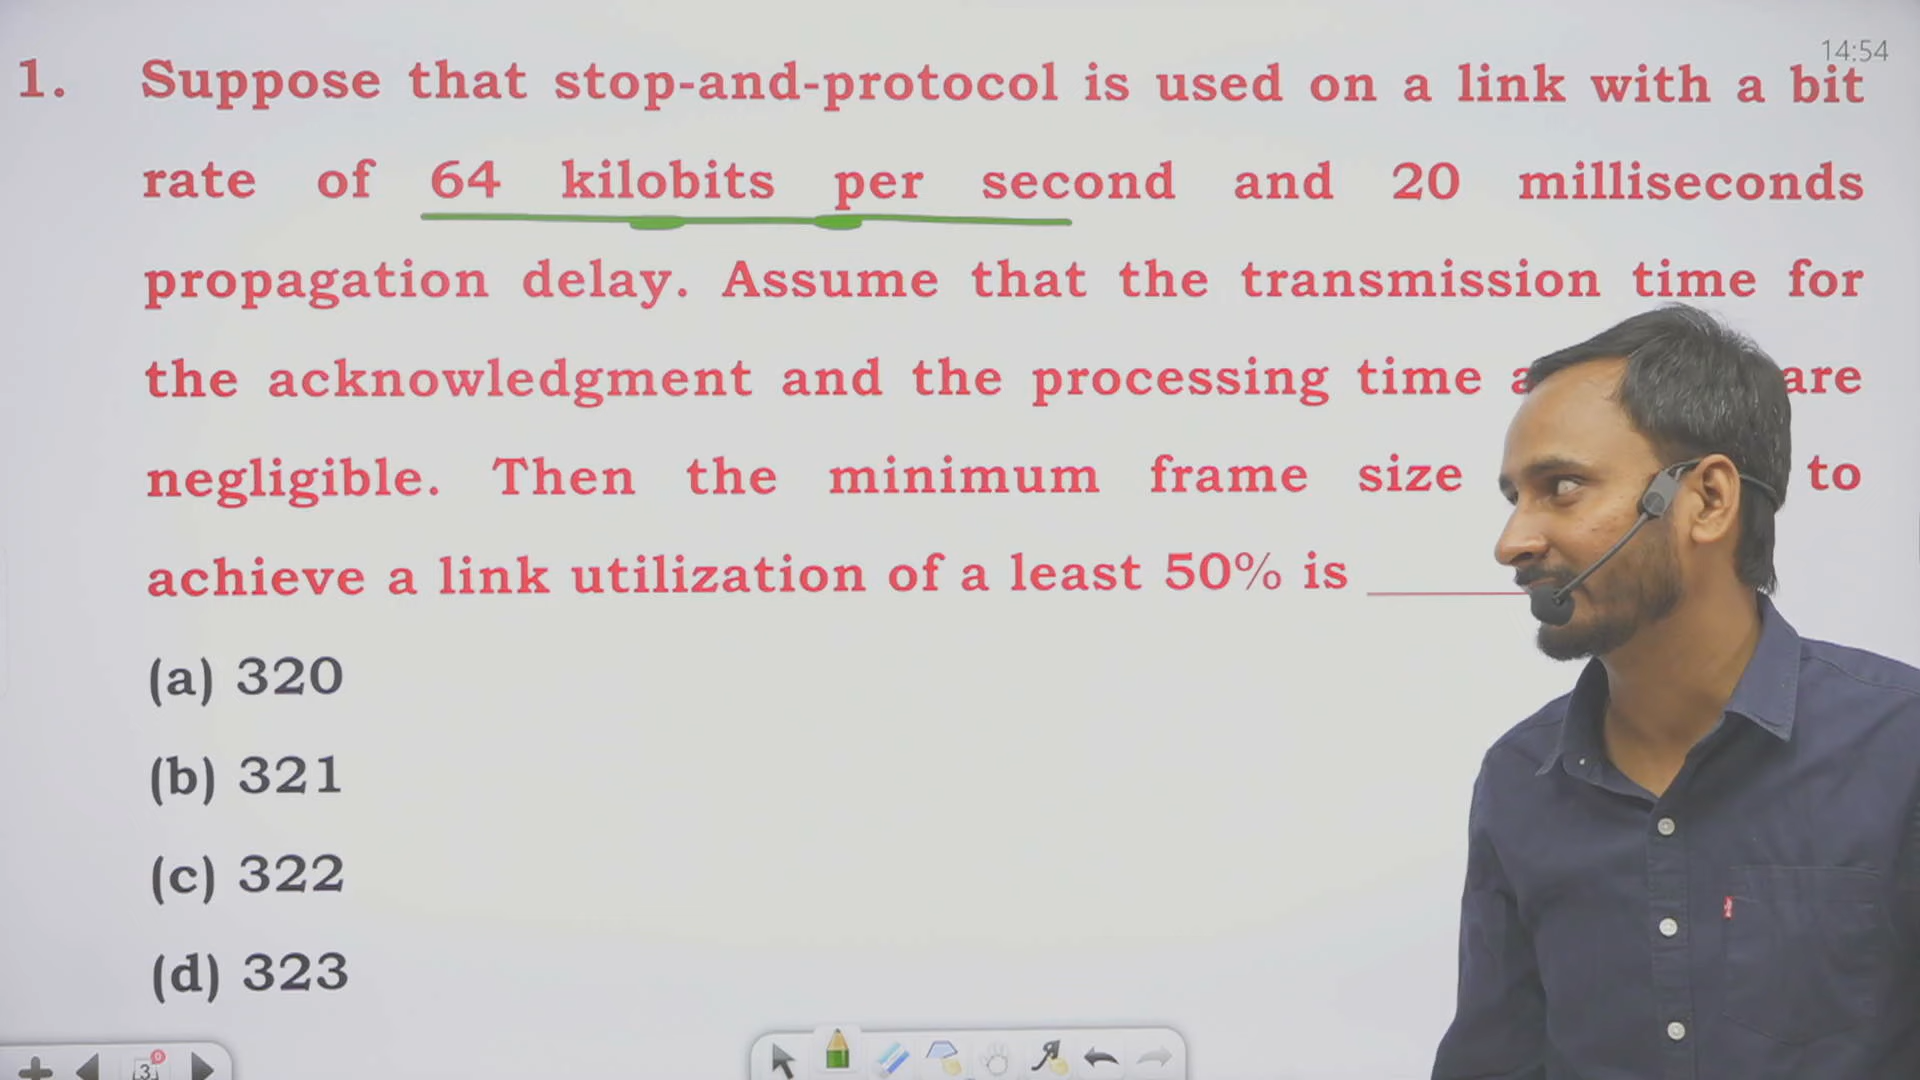 14:54
1. Suppose that stop-and-protocol is used on a link with a bit
rate of 64 kilobits per second and 20 milliseconds
propagation delay. Assume that the transmission time for
the acknowledgment and the processing time are
negligible. Then the minimum frame size to
achieve a link utilization of a least 50% is
(a) 320
(b) 321
(c) 322
(d) 323
3
0